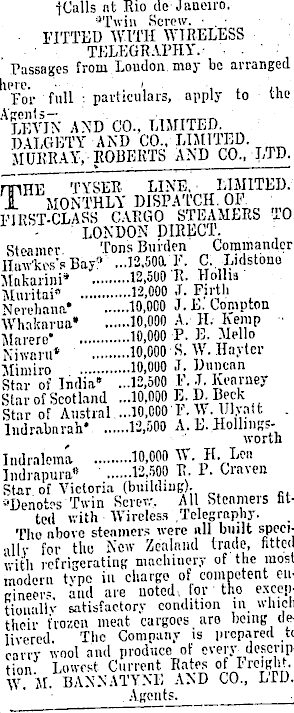 †Calls at Rio de Janeiro.
*Twin Screw.
FITTED WITH WIRELESS
TELEGRAPHY.
Passages from London may be arranged
here.
For full particulars, apply to the
Agents—
LEVIN AND CO., LIMITED.
DALGETY AND CO., LIMITED.
MURRAY, ROBERTS AND CO., LTD.
THE TYSER LINE, LIMITED.
MONTHLY DISPATCH OF
FIRST-CLASS CARGO STEAMERS TO
LONDON DIRECT.
Steamer. Tons Burden Commander
Hawkes's Bay* ...12,500 F. C. Lidstone
Makarini* .........12,500 R. Hollis
Muritai* ............12,000 J. Firth
Nerehana* ......10,000 J. E. Compton
Whakarua* ......10,000 A. H. Kemp
Marere* ............10,000 P. E. Mello
Niwaru* ............10,000 S. W. Hayter
Mimiro ............10,000 J. Duncan
Star of India* ...12,500 F. J. Kearney
Star of Scotland ...10,000 E. D. Beck
Star of Austral ...10,000 F. W. Ulyatt
Indrabarah* ......12,500 A. E. Hollings-
worth
Indralema .........10,000 W. H. Lea
Indrapura* ......12,500 R. P. Craven
Star of Victoria (building).
*Denotes Twin Screw. All Steamers fit-
ted with Wireless Telegraphy.
The above steamers were all built speci-
ally for the New Zealand trade, fitted
with refrigerating machinery of the most
modern type in charge of competent en-
gineers, and are noted for the excep-
tionally satisfactory condition in which
their frozen meat cargoes are being de-
livered. The Company is prepared to
carry wool and produce of every descrip-
tion. Lowest Current Rates of Freight.
W. M. BANNATYNE AND CO., LTD.
Agents.